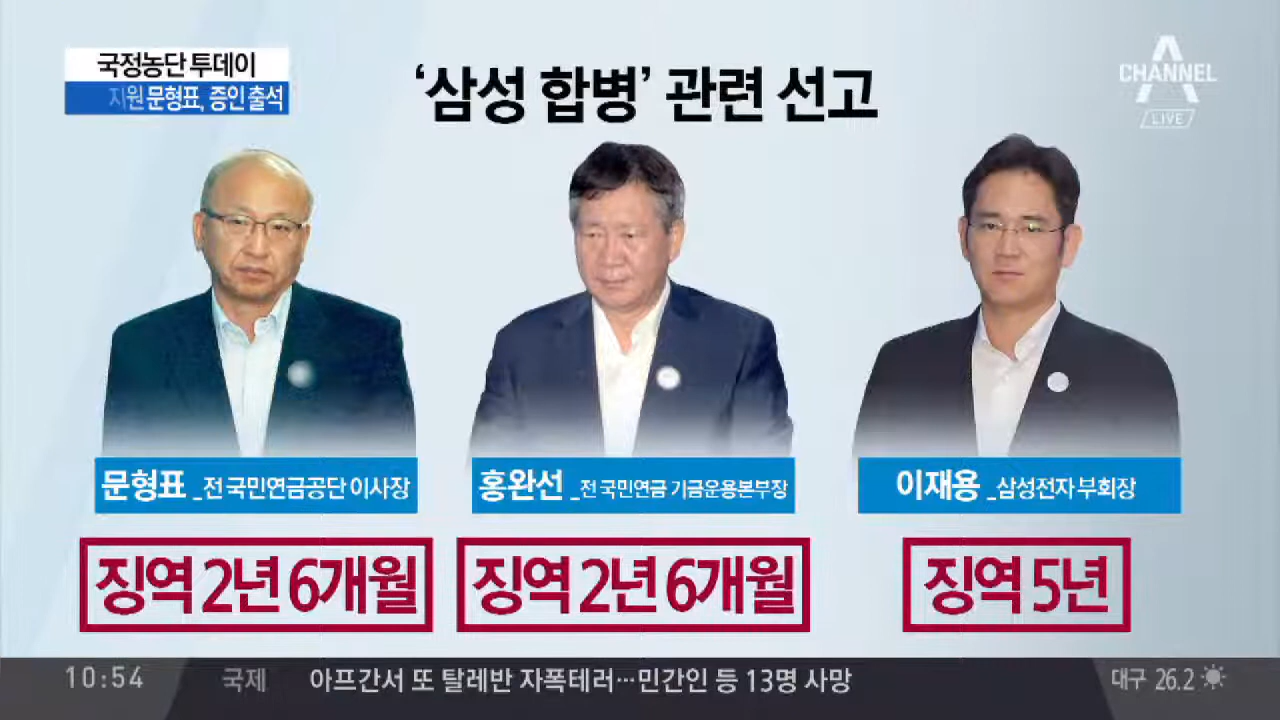 국정농단 투데이
지원 문형표, 증인 출석
‘삼성 합병’ 관련 선고
CHANNEL A
LIVE
문형표 _전 국민연금공단 이사장
홍완선 _전 국민연금 기금운용본부장
이재용 _삼성전자 부회장
징역 2년 6개월
징역 2년 6개월
징역 5년
10:54 국제 아프간서 또 탈레반 자폭테러…민간인 등 13명 사망 대구 26.2